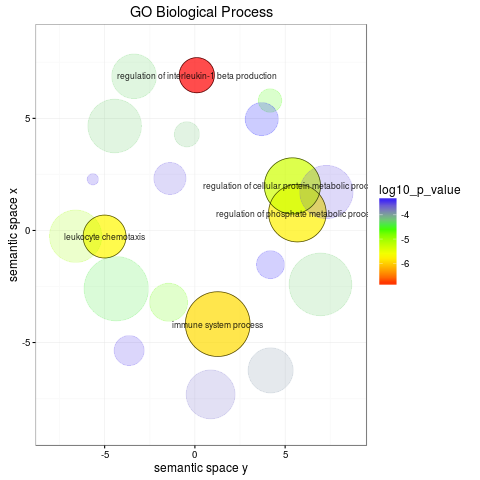 GO Biological Process
regulation of interleukin-1 beta production
regulation of cellular protein metabolic proc
regulation of phosphate metabolic proce
leukocyte chemotaxis
immune system process
5
0
-5
-5
0
5
semantic space x
semantic space y
log10_p_value
-4
-5
-6